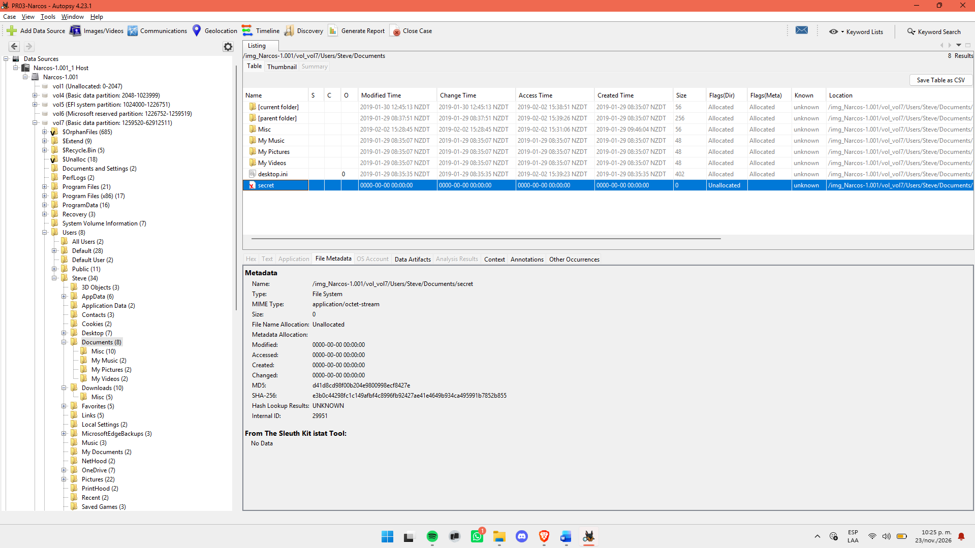 PR03-Narcos - Autopsy 4.23.1
Case View Tools Window Help
Add Data Source Images/Videos Communications Geolocation Timeline Discovery Generate Report Close Case Keyword Lists Keyword Search
Listing
/img_Narcos-1.001/vol_vol7/Users/Steve/Documents
8 Results
Table Thumbnail Summary
Save Table as CSV
Name S C O Modified Time Change Time Access Time Created Time Size Flags(Dir) Flags(Meta) Known Location
[current folder] 2019-01-30 12:45:13 NZDT 2019-01-30 12:45:13 NZDT 2019-02-02 15:38:51 NZDT 2019-01-29 08:35:07 NZDT 56 Allocated Allocated unknown /img_Narcos-1.001/vol_vol7/Users/Steve/Documents/
[parent folder] 2019-01-29 08:37:51 NZDT 2019-01-29 08:37:51 NZDT 2019-02-02 15:39:26 NZDT 2019-01-29 08:35:07 NZDT 256 Allocated Allocated unknown /img_Narcos-1.001/vol_vol7/Users/Steve/Documents/
Misc 2019-02-02 15:28:45 NZDT 2019-02-02 15:28:45 NZDT 2019-02-02 15:31:06 NZDT 2019-01-29 09:46:04 NZDT 56 Allocated Allocated unknown /img_Narcos-1.001/vol_vol7/Users/Steve/Documents/
My Music 2019-01-29 08:35:07 NZDT 2019-01-29 08:35:07 NZDT 2019-01-29 08:35:07 NZDT 2019-01-29 08:35:07 NZDT 48 Allocated Allocated unknown /img_Narcos-1.001/vol_vol7/Users/Steve/Documents/
My Pictures 2019-01-29 08:35:07 NZDT 2019-01-29 08:35:07 NZDT 2019-01-29 08:35:07 NZDT 2019-01-29 08:35:07 NZDT 48 Allocated Allocated unknown /img_Narcos-1.001/vol_vol7/Users/Steve/Documents/
My Videos 2019-01-29 08:35:07 NZDT 2019-01-29 08:35:07 NZDT 2019-01-29 08:35:07 NZDT 2019-01-29 08:35:07 NZDT 48 Allocated Allocated unknown /img_Narcos-1.001/vol_vol7/Users/Steve/Documents/
desktop.ini 0 2019-01-29 08:37:51 NZDT 2019-01-29 08:37:51 NZDT 2019-02-02 15:39:23 NZDT 2019-01-29 08:35:35 NZDT 402 Allocated Allocated unknown /img_Narcos-1.001/vol_vol7/Users/Steve/Documents/
secret 0000-00-00 00:00:00 0000-00-00 00:00:00 0000-00-00 00:00:00 0000-00-00 00:00:00 0 Unallocated unknown /img_Narcos-1.001/vol_vol7/Users/Steve/Documents/
Data Sources
Narcos-1.001_1 Host
Narcos-1.001
vol1 (Unallocated: 0-2047)
vol4 (Basic data partition: 2048-1023999)
vol5 (EFI system partition: 1024000-1226751)
vol6 (Microsoft reserved partition: 1226752-1259519)
vol7 (Basic data partition: 1259520-62912511)
$OrphanFiles (685)
$Extend (9)
$Recycle.Bin (5)
$Unalloc (18)
Documents and Settings (2)
PerfLogs (2)
Program Files (21)
Program Files (x86) (17)
ProgramData (16)
Recovery (3)
System Volume Information (7)
Users (8)
All Users (2)
Default (28)
Default User (2)
Public (11)
Steve (34)
3D Objects (3)
AppData (6)
Application Data (2)
Contacts (3)
Cookies (2)
Desktop (7)
Documents (8)
Misc (10)
My Music (2)
My Pictures (2)
My Videos (2)
Downloads (10)
Misc (5)
Favorites (5)
Links (5)
Local Settings (2)
MicrosoftEdgeBackups (3)
Music (3)
My Documents (2)
NetHood (2)
OneDrive (7)
Pictures (22)
PrintHood (2)
Recent (2)
Saved Games (3)
Hex Text Application File Metadata OS Account Data Artifacts Analysis Results Context Annotations Other Occurrences
Metadata
Name: /img_Narcos-1.001/vol_vol7/Users/Steve/Documents/secret
Type: File System
MIME Type: application/octet-stream
Size: 0
File Name Allocation: Unallocated
Metadata Allocation:
Modified: 0000-00-00 00:00:00
Accessed: 0000-00-00 00:00:00
Created: 0000-00-00 00:00:00
Changed: 0000-00-00 00:00:00
MD5: d41d8cd98f00b204e9800998ecf8427e
SHA-256: e3b0c44298fc1c149afbf4c8996fb92427ae41e4649b934ca495991b7852b855
Hash Lookup Results: UNKNOWN
Internal ID: 29951
From The Sleuth Kit istat Tool:
No Data
1
ESP
LAA
10:25 p. m.
23/nov./2026